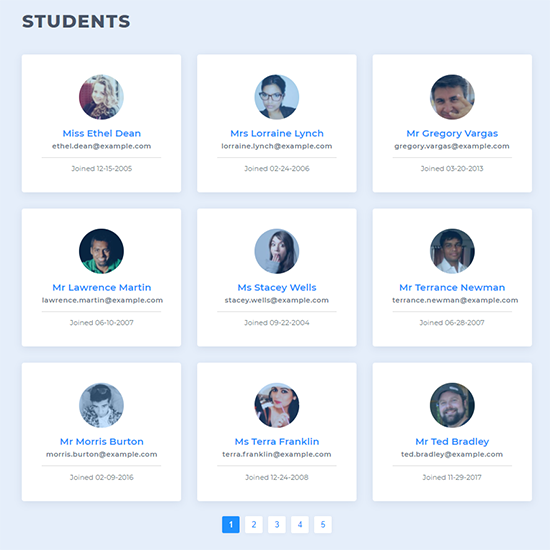 STUDENTS
Miss Ethel Dean
ethel.dean@example.com
Joined 12-15-2005
Mrs Lorraine Lynch
lorraine.lynch@example.com
Joined 02-24-2006
Mr Gregory Vargas
gregory.vargas@example.com
Joined 03-20-2013
Mr Lawrence Martin
lawrence.martin@example.com
Joined 06-10-2007
Ms Stacey Wells
stacey.wells@example.com
Joined 09-22-2004
Mr Terrance Newman
terrance.newman@example.com
Joined 06-28-2007
Mr Morris Burton
morris.burton@example.com
Joined 02-09-2016
Ms Terra Franklin
terra.franklin@example.com
Joined 12-24-2008
Mr Ted Bradley
ted.bradley@example.com
Joined 11-29-2017
1 2 3 4 5